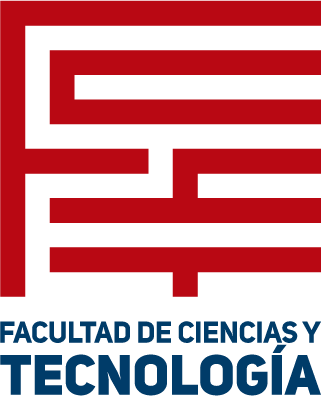 FACULTAD DE CIENCIAS Y
TECNOLOGÍA